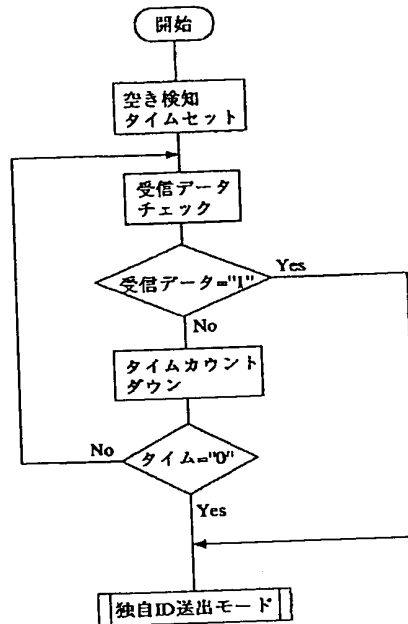 開始
空き検知
タイムセット
受信データ
チェック
受信データ="1"
Yes
No
タイムカウント
ダウン
No
タイム="0"
Yes
独自ID送出モード